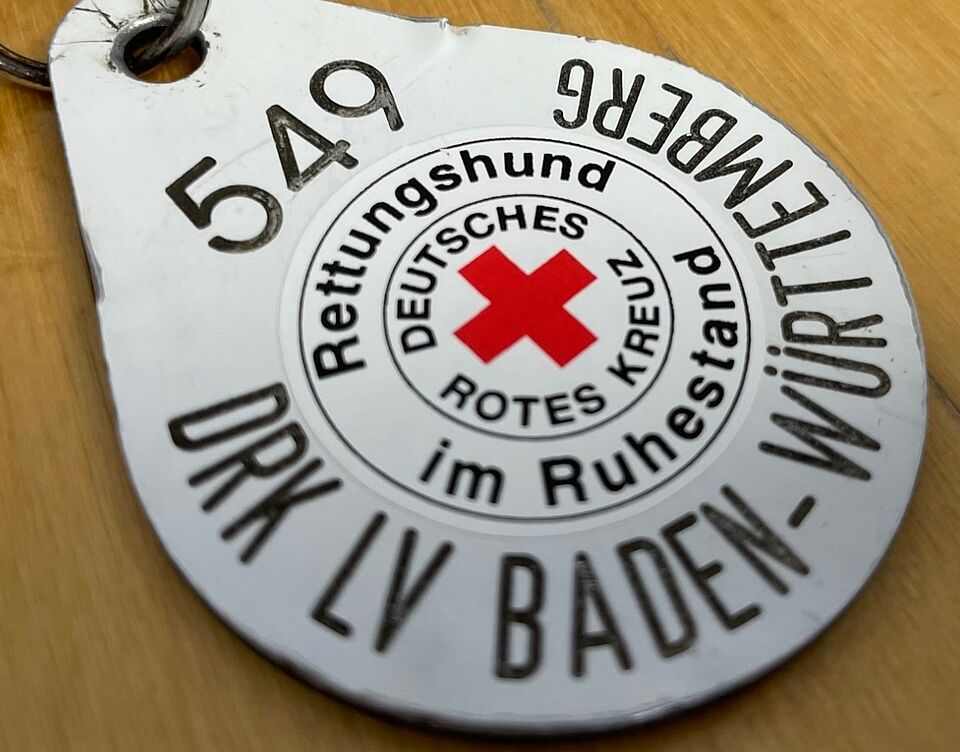 549
DRK LV BADEN-WÜRTTEMBERG
Rettungshund
im Ruhestand
DEUTSCHES
ROTES KREUZ